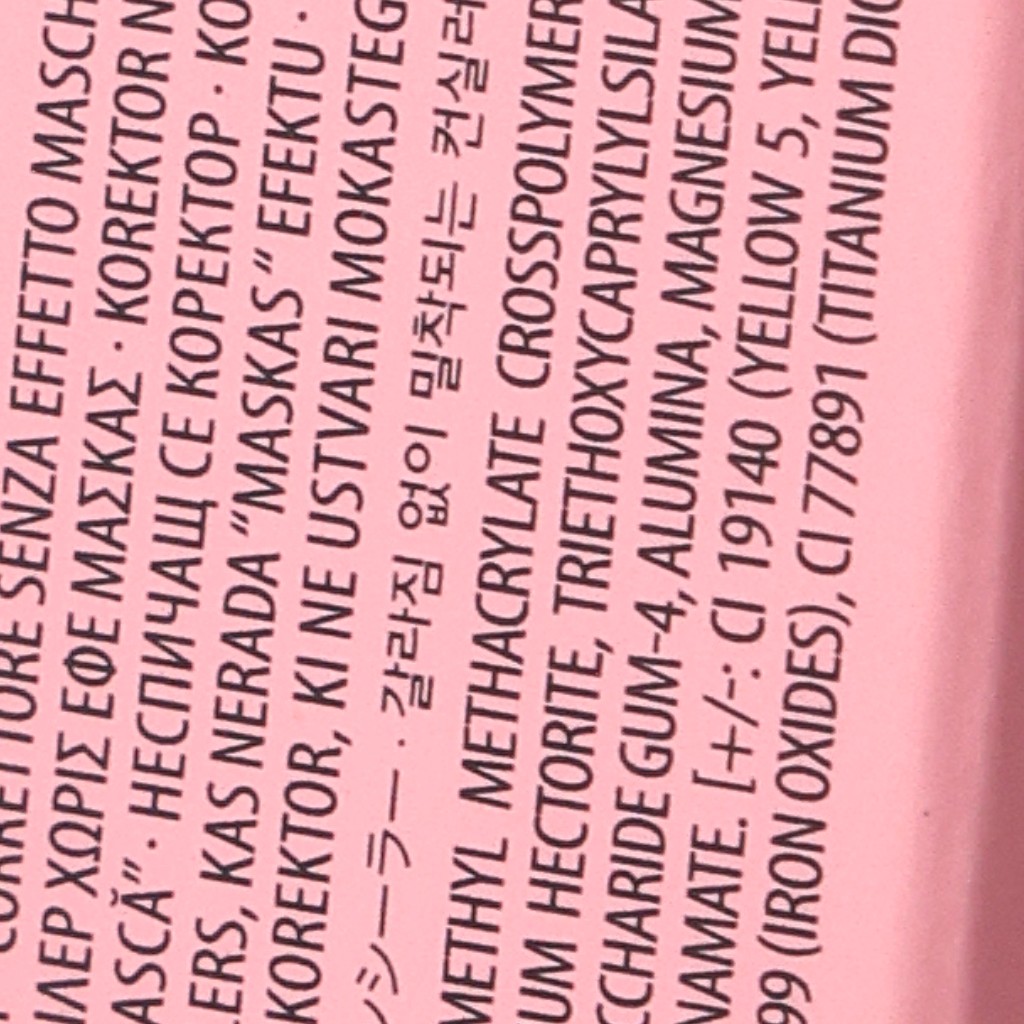 CORRETTORE SENZA EFFETTO MASCH
ΙΛΕΡ ΧΩΡΙΣ ΕΦΕ ΜΑΣΚΑΣ · KOREKTOR N
ASCĂ” · НЕСПИЧАЩ СЕ КОРЕКТОР · KO
ERS, KAS NERADA “MASKAS” EFEKTU ·
KOREKTOR, KI NE USTVARI MOKASTEG
シーラー · 갈라짐 없이 밀착되는 컨실러
METHYL METHACRYLATE CROSSPOLYMER
UM HECTORITE, TRIETHOXYCAPRYLYLSILA
CCHARIDE GUM-4, ALUMINA, MAGNESIUM
NAMATE. [+/-: CI 19140 (YELLOW 5, YELL
99 (IRON OXIDES), CI 77891 (TITANIUM DIO